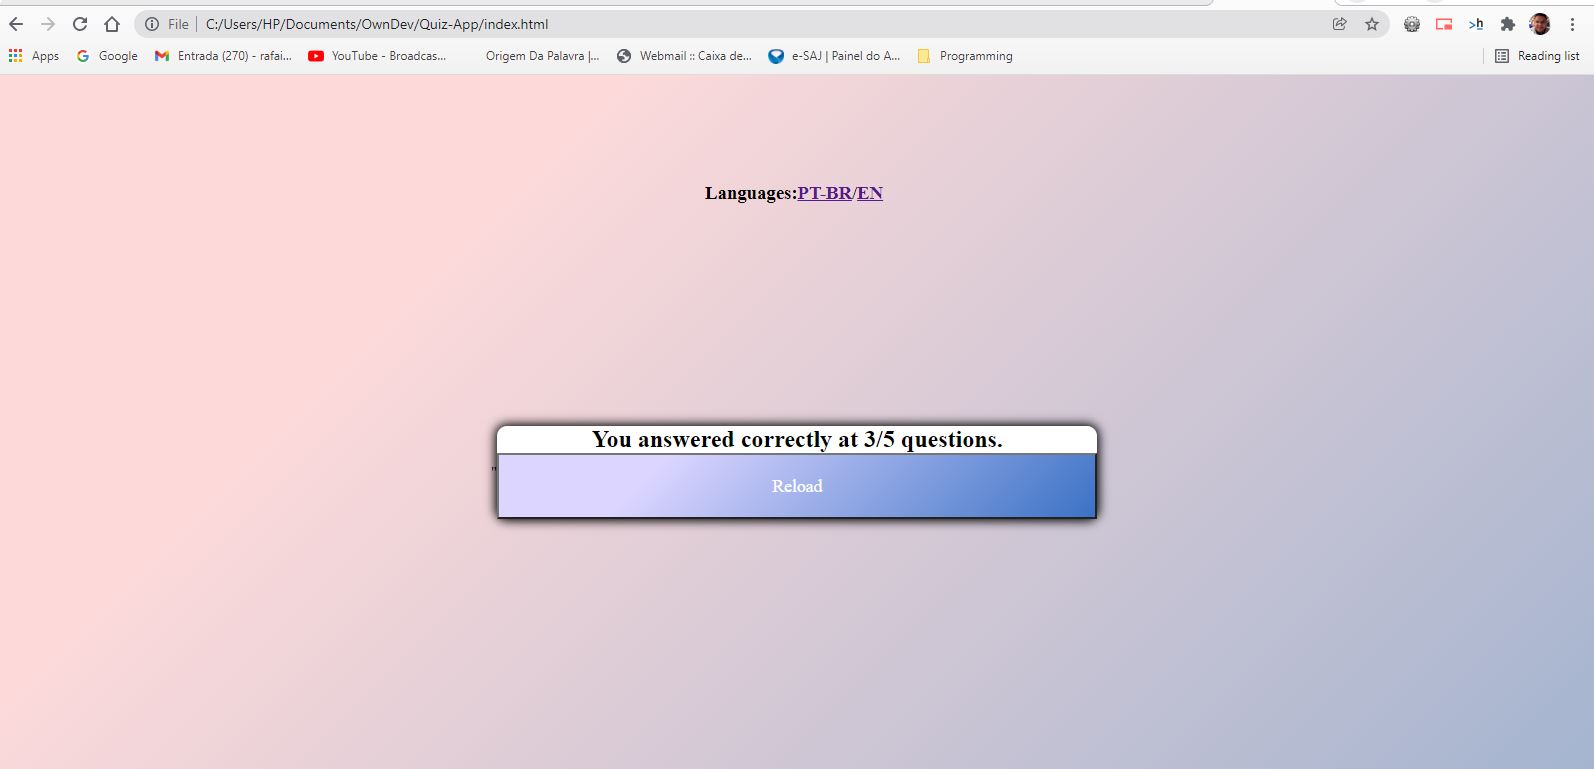 File | C:/Users/HP/Documents/OwnDev/Quiz-App/index.html
>h
Apps Google Entrada (270) - rafai... YouTube - Broadcas... Origem Da Palavra |... Webmail :: Caixa de... e-SAJ | Painel do A... Programming Reading list
Languages:PT-BR/EN
You answered correctly at 3/5 questions.
"
Reload